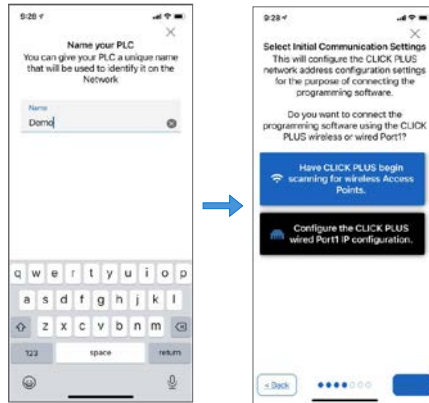 9:28
Name your PLC
You can give your PLC a unique name
that will be used to identify it on the
Network
Name
Demo
q w e r t y u i o p
a s d f g h j k l
z x c v b n m
123 space return
9:28
Select Initial Communication Settings
This will configure the CLICK PLUS
network address configuration settings
for the purpose of connecting the
programming software.
Do you want to connect the
programming software using the CLICK
PLUS wireless or wired Port1?
Have CLICK PLUS begin
scanning for wireless Access
Points.
Configure the CLICK PLUS
wired Port1 IP configuration.
< Back